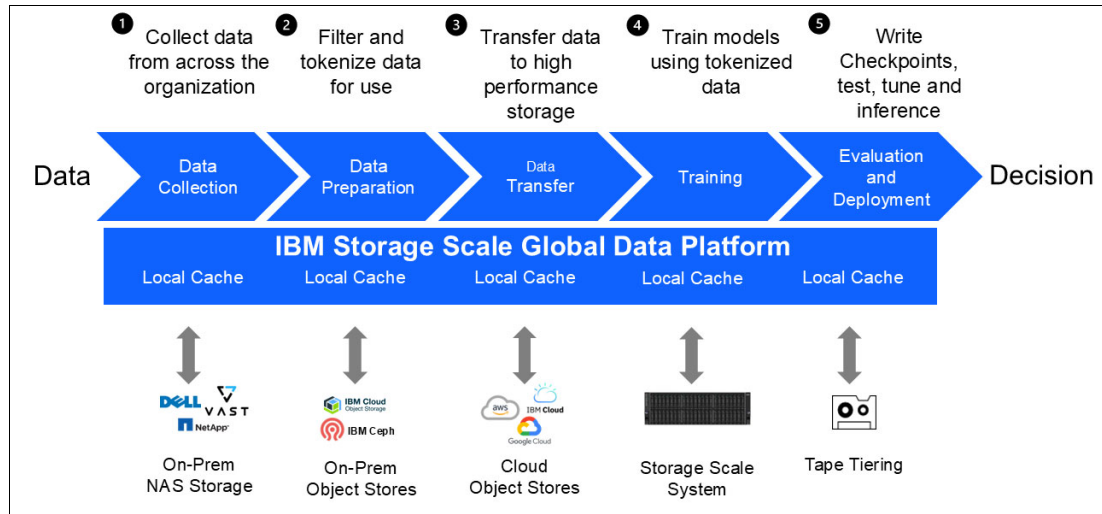 1
Collect data
from across the
organization
2
Filter and
tokenize data
for use
3
Transfer data
to high
performance
storage
4
Train models
using tokenized
data
5
Write
Checkpoints,
test, tune and
inference
Data
Data
Collection
Data
Preparation
Data
Transfer
Training
Evaluation
and
Deployment
Decision
IBM Storage Scale Global Data Platform
Local Cache
Local Cache
Local Cache
Local Cache
Local Cache
DELL
VAST
NetApp
IBM Cloud
Object Storage
IBM Ceph
aws
IBM Cloud
Google Cloud
On-Prem
NAS Storage
On-Prem
Object Stores
Cloud
Object Stores
Storage Scale
System
Tape Tiering